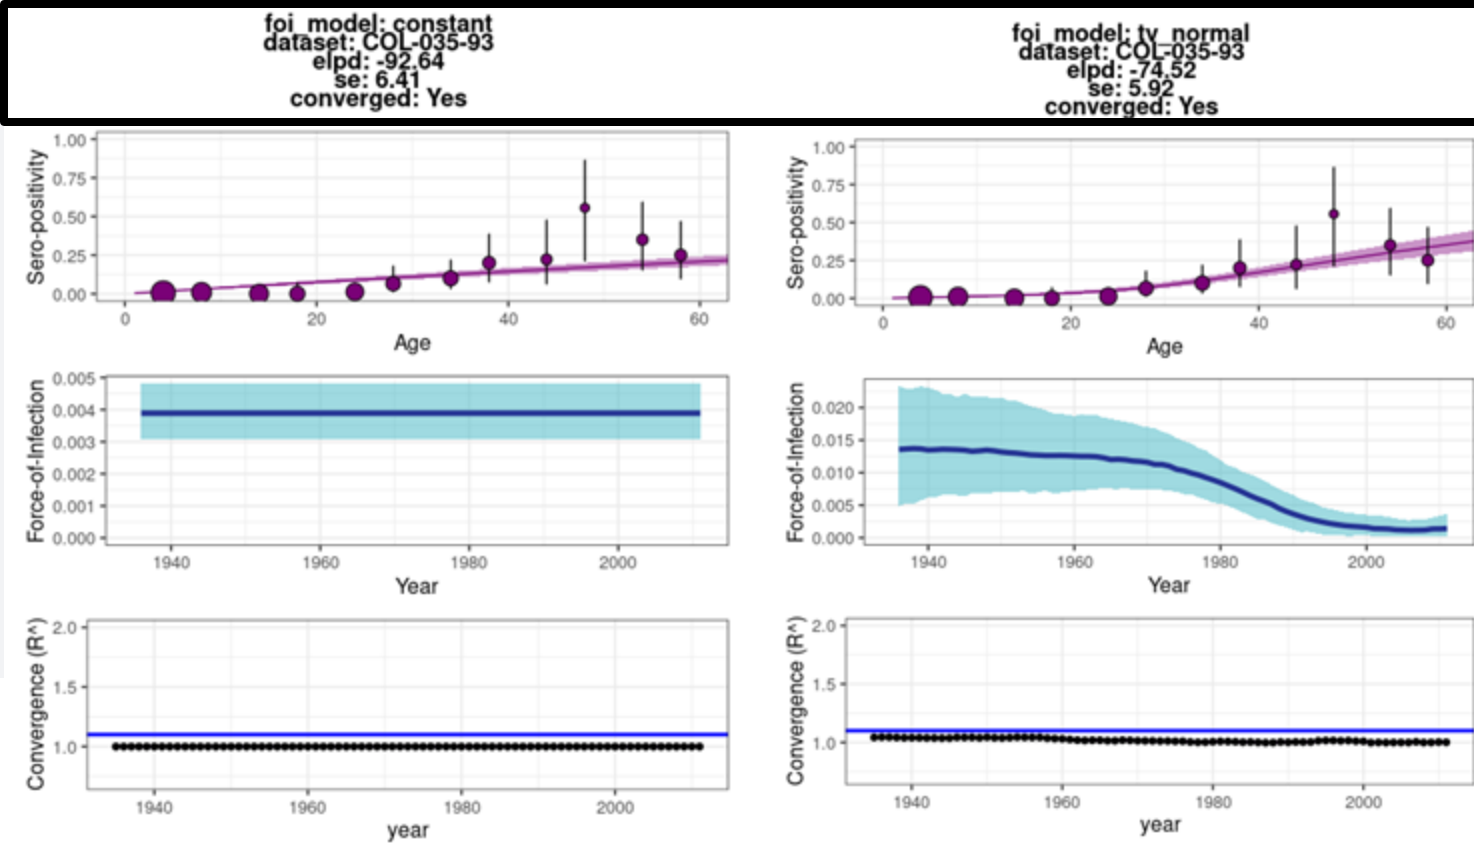 foi_model: constant
dataset: COL-035-93
elpd: -92.64
se: 6.41
converged: Yes
foi_model: tv_normal
dataset: COL-035-93
elpd: -74.52
se: 5.92
converged: Yes
Sero-positivity
1.00
0.75
0.50
0.25
0.00
0 20 40 60
Age
Sero-positivity
1.00
0.75
0.50
0.25
0.00
0 20 40 60
Age
Force-of-Infection
0.005
0.004
0.003
0.002
0.001
0.000
1940 1960 1980 2000
Year
Force-of-Infection
0.020
0.015
0.010
0.005
0.000
1940 1960 1980 2000
Year
Convergence (R^)
2.0
1.5
1.0
1940 1960 1980 2000
year
Convergence (R^)
2.0
1.5
1.0
1940 1960 1980 2000
year